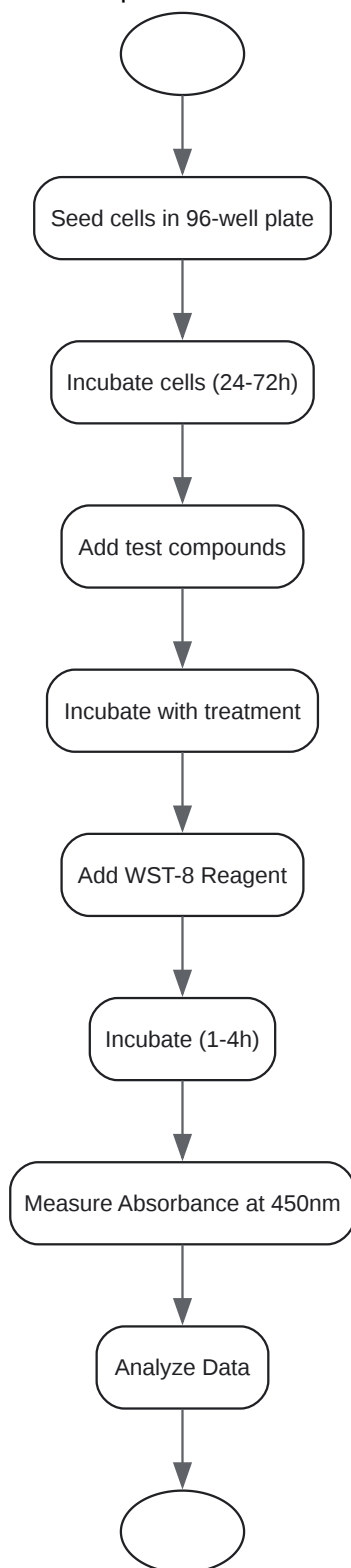 Seed cells in 96-well plate
Incubate cells (24-72h)
Add test compounds
Incubate with treatment
Add WST-8 Reagent
Incubate (1-4h)
Measure Absorbance at 450nm
Analyze Data